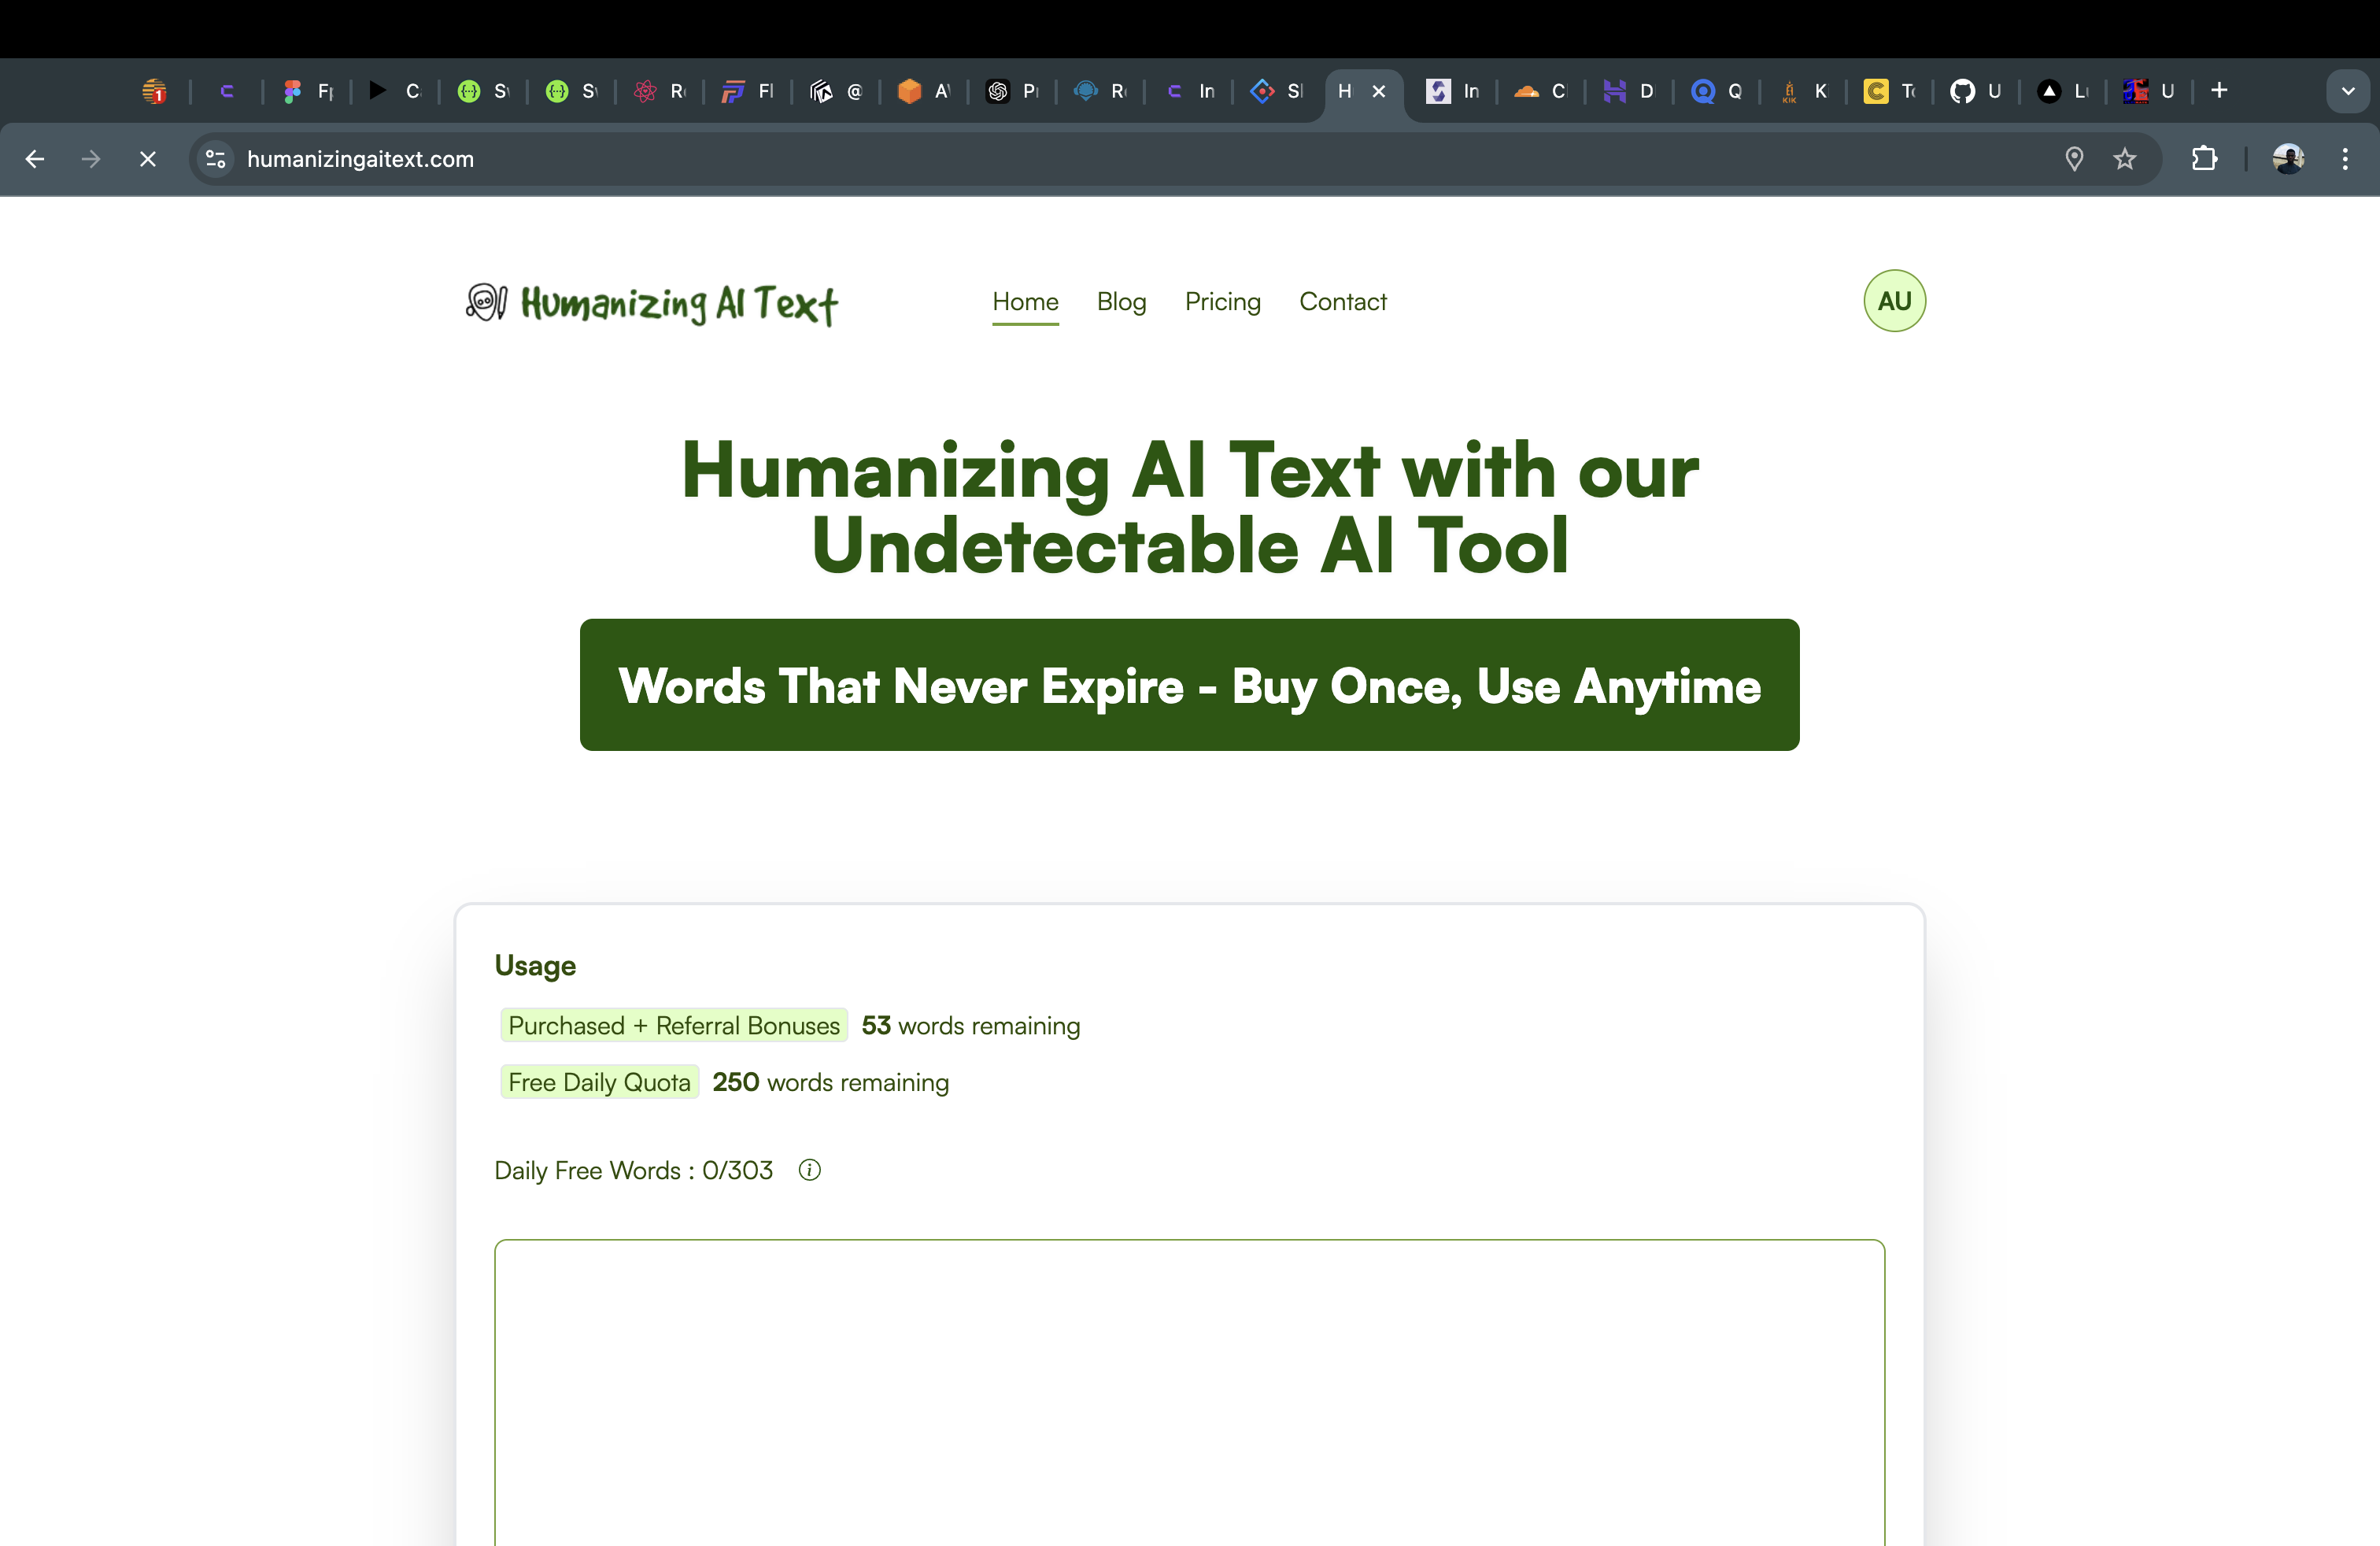 1
C
S
S
R
Fl
@
A
P
R
In
Sl
H
In
C
D
Q
K
C
U
L
U
humanizingaitext.com
Humanizing AI Text
Home Blog Pricing Contact
AU
Humanizing AI Text with our
Undetectable AI Tool
Words That Never Expire - Buy Once, Use Anytime
Usage
Purchased + Referral Bonuses 53 words remaining
Free Daily Quota 250 words remaining
Daily Free Words : 0/303